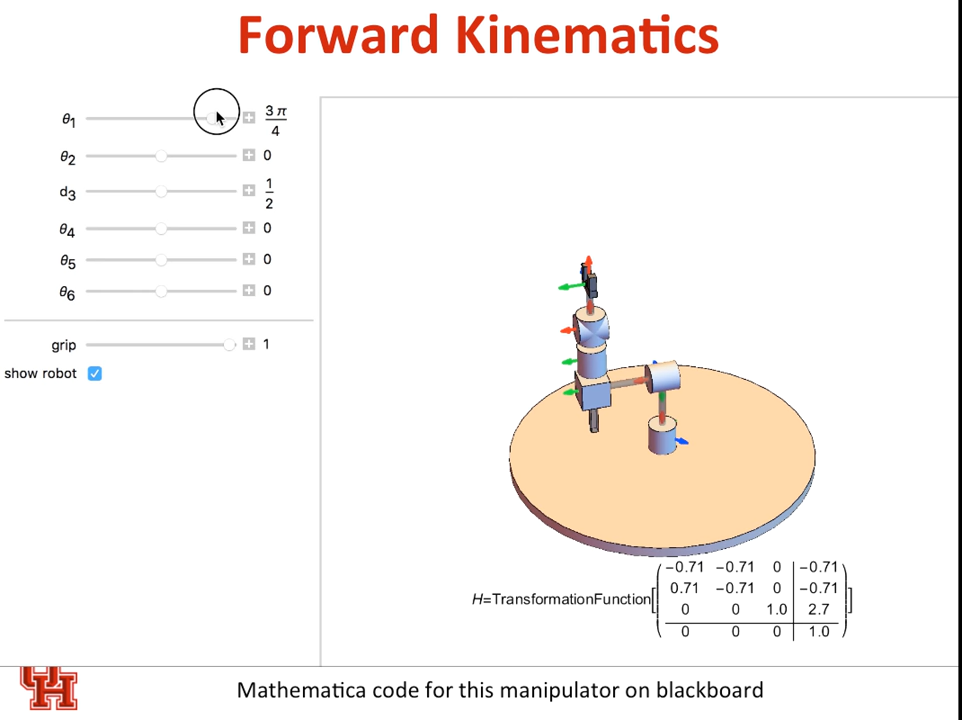 Forward Kinematics
θ1 3 π
4
θ2 0
d3 1
2
θ4 0
θ5 0
θ6 0
grip 1
show robot
−0.71 −0.71 0 −0.71
0.71 −0.71 0 −0.71
H=TransformationFunction[
0 0 1.0 2.7
0 0 0 1.0
]
UH
Mathematica code for this manipulator on blackboard